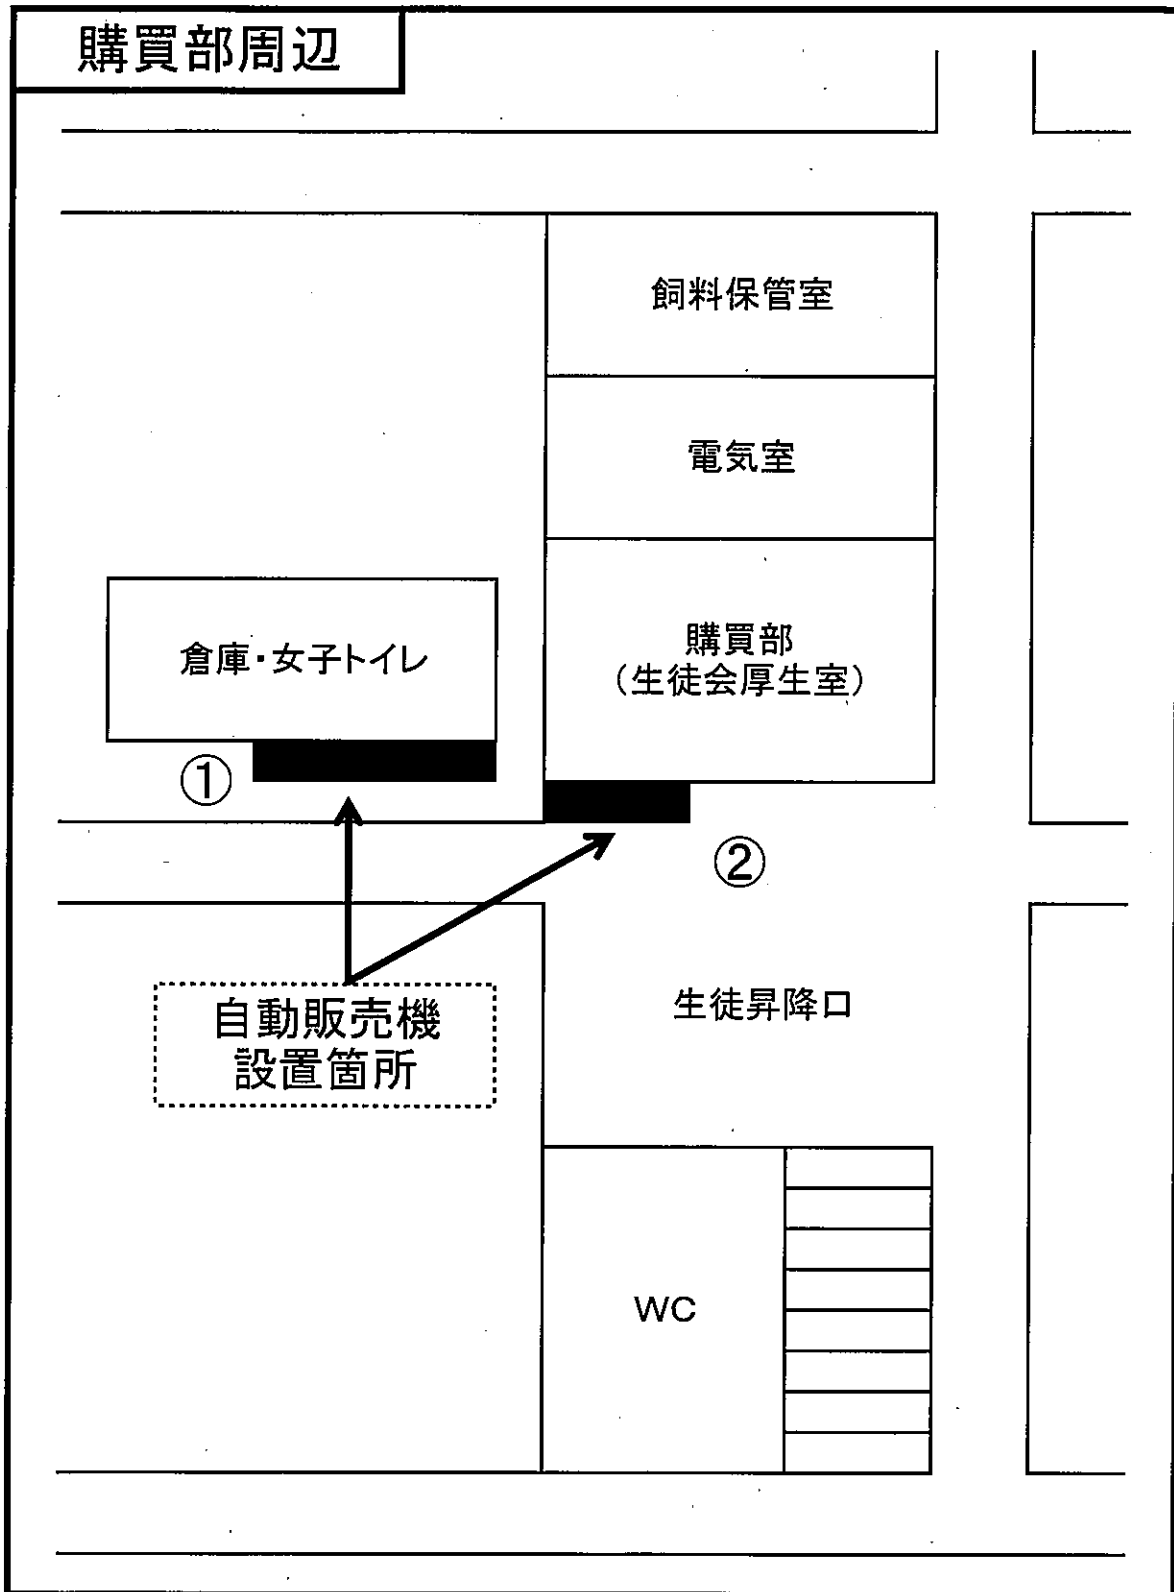 購買部周辺
飼料保管室
電気室
倉庫・女子トイレ
購買部
(生徒会厚生室)
①
②
自動販売機
設置箇所
生徒昇降口
WC